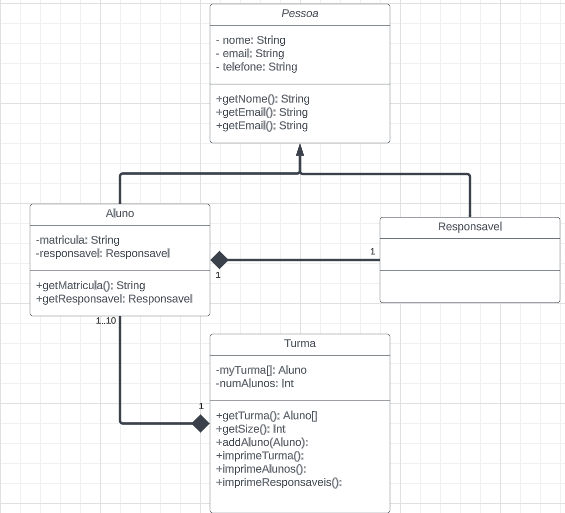 Pessoa
- nome: String
- email: String
- telefone: String
+getNome(): String
+getEmail(): String
+getEmail(): String
Aluno
-matricula: String
-responsavel: Responsavel
+getMatricula(): String
+getResponsavel: Responsavel
1
1
Responsavel
1..10
1
Turma
-myTurma[]: Aluno
-numAlunos: Int
+getTurma(): Aluno[]
+getSize(): Int
+addAluno(Aluno):
+imprimeTurma():
+imprimeAlunos():
+imprimeResponsaveis():